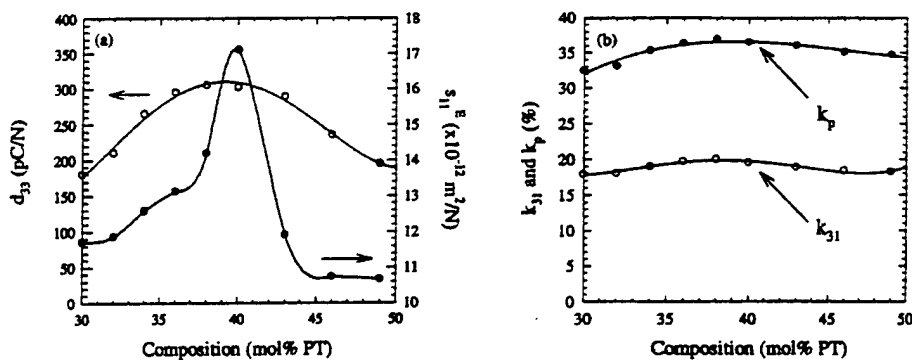 (a)
400
350
300
250
200
150
100
50
0
d33 (pC/N)
18
17
16
15
14
13
12
11
10
s11^E (x10^-12 m^2/N)
30 35 40 45 50
Composition (mol% PT)
(b)
40
35
30
25
20
15
10
5
0
k31 and kp (%)
kp
k31
30 35 40 45 50
Composition (mol% PT)